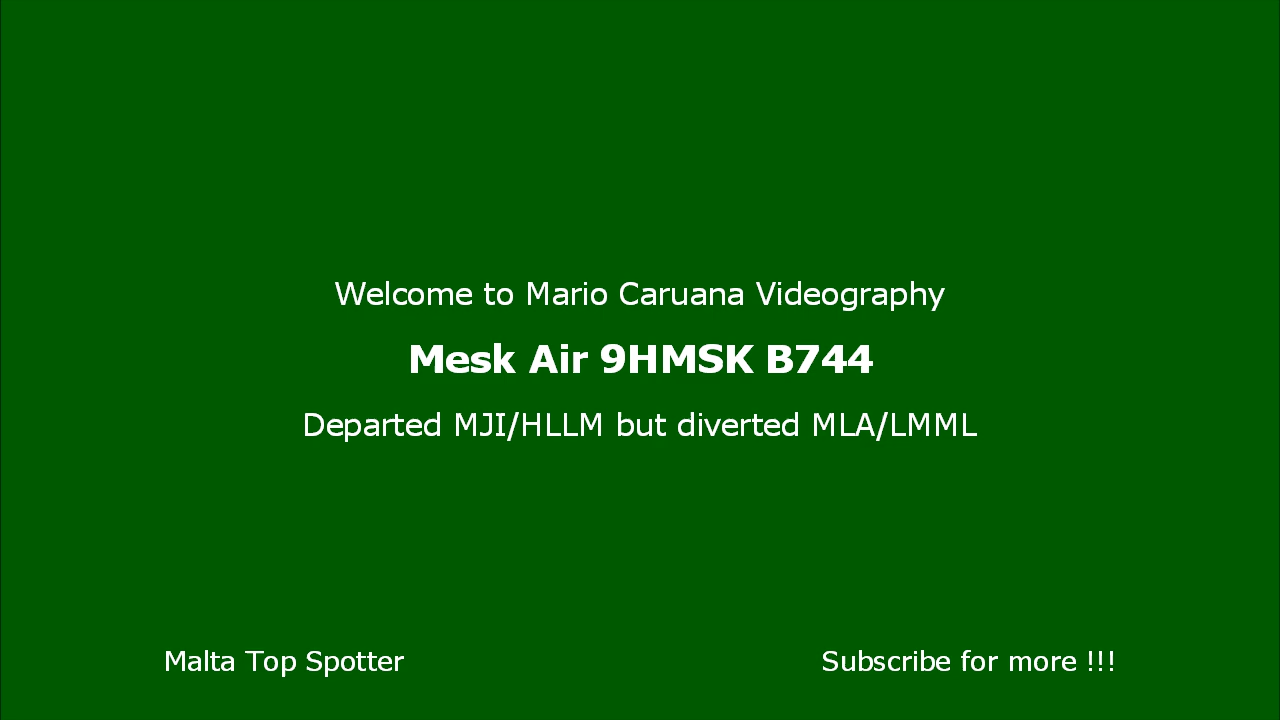 Welcome to Mario Caruana Videography
Mesk Air 9HMSK B744
Departed MJI/HLLM but diverted MLA/LMML
Malta Top Spotter
Subscribe for more !!!